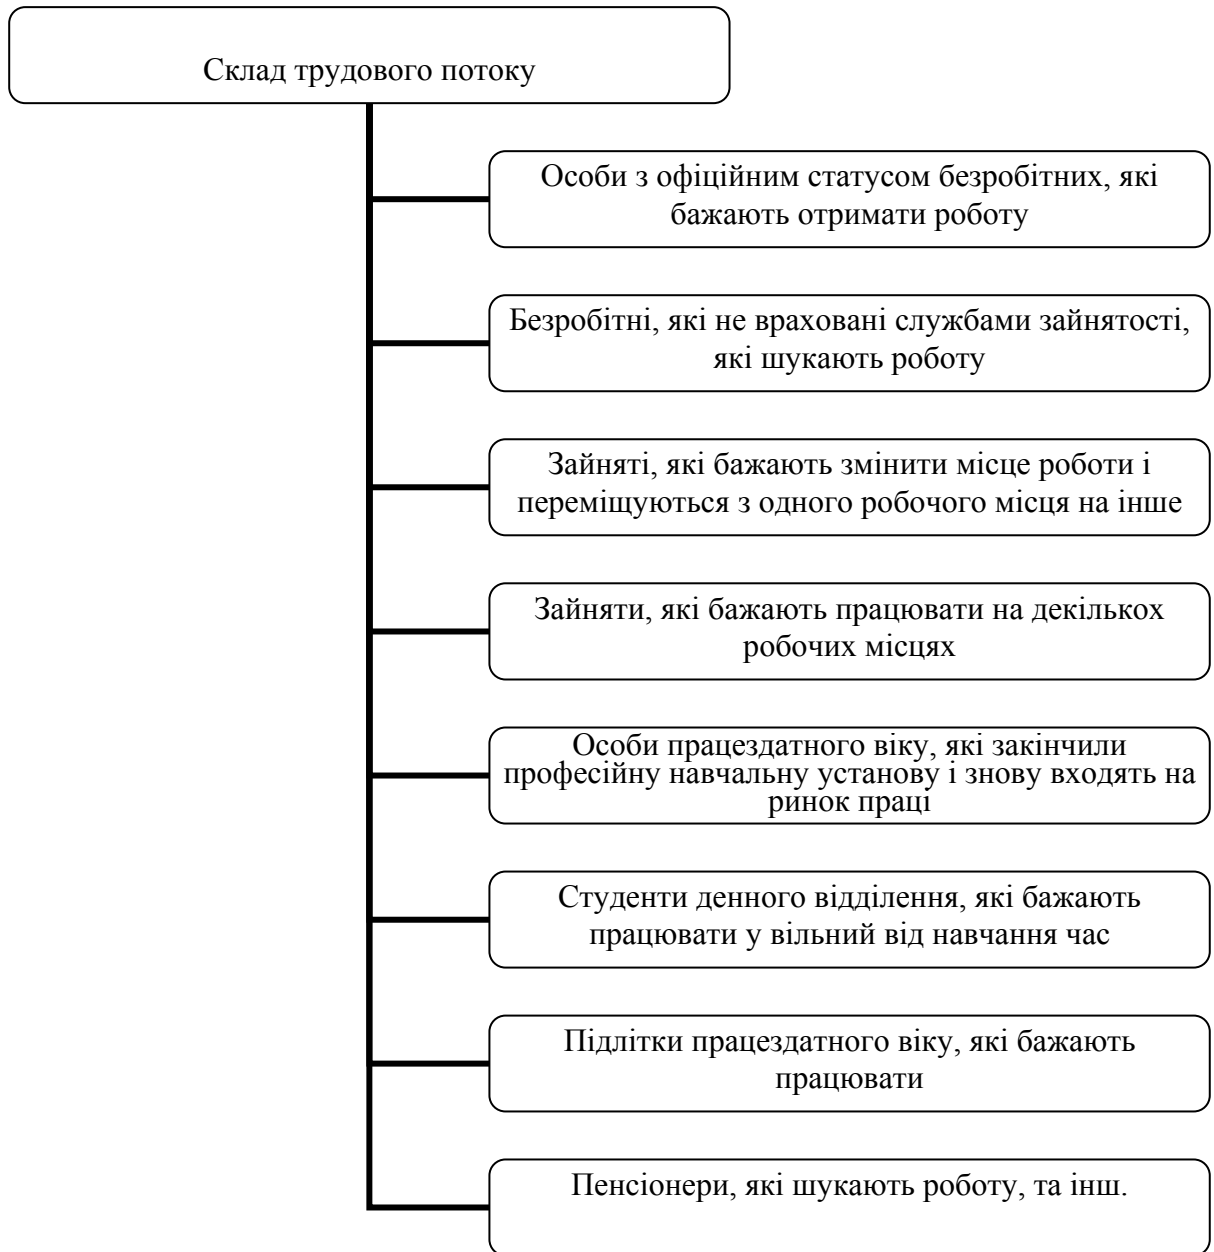 Склад трудового потоку
Особи з офіційним статусом безробітних, які
бажають отримати роботу
Безробітні, які не враховані службами зайнятості,
які шукають роботу
Зайняті, які бажають змінити місце роботи і
переміщуються з одного робочого місця на інше
Зайняти, які бажають працювати на декількох
робочих місцях
Особи працездатного віку, які закінчили
професійну навчальну установу і знову входять на
ринок праці
Студенти денного відділення, які бажають
працювати у вільний від навчання час
Підлітки працездатного віку, які бажають
працювати
Пенсіонери, які шукають роботу, та інш.